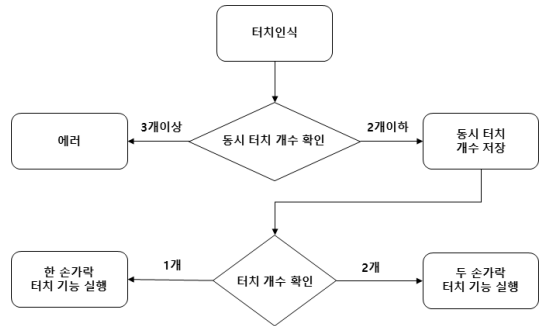 터치인식
3개이상
2개이하
에러
동시 터치 개수 확인
동시 터치
개수 저장
1개
2개
한 손가락
터치 기능 실행
터치 개수 확인
두 손가락
터치 기능 실행